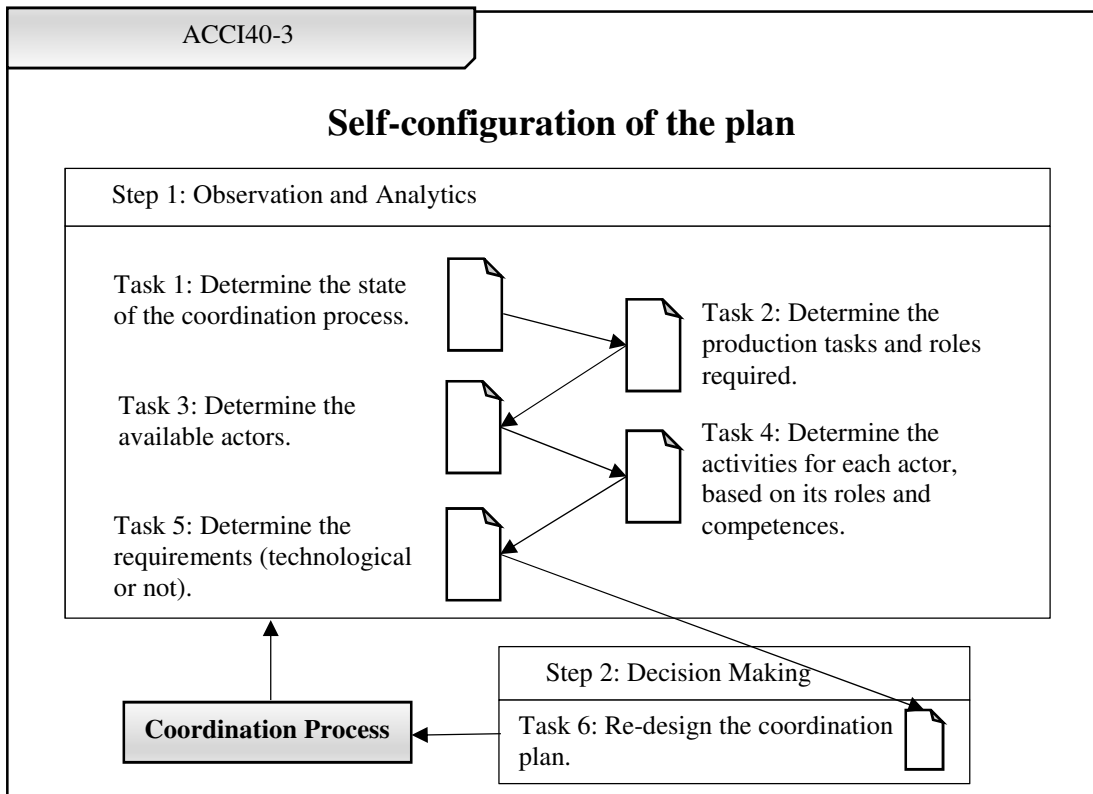 ACCI40-3
Self-configuration of the plan
Step 1: Observation and Analytics
Task 1: Determine the state
of the coordination process.
Task 2: Determine the
production tasks and roles
required.
Task 3: Determine the
available actors.
Task 4: Determine the
activities for each actor,
based on its roles and
competences.
Task 5: Determine the
requirements (technological
or not).
Step 2: Decision Making
Task 6: Re-design the coordination
plan.
Coordination Process